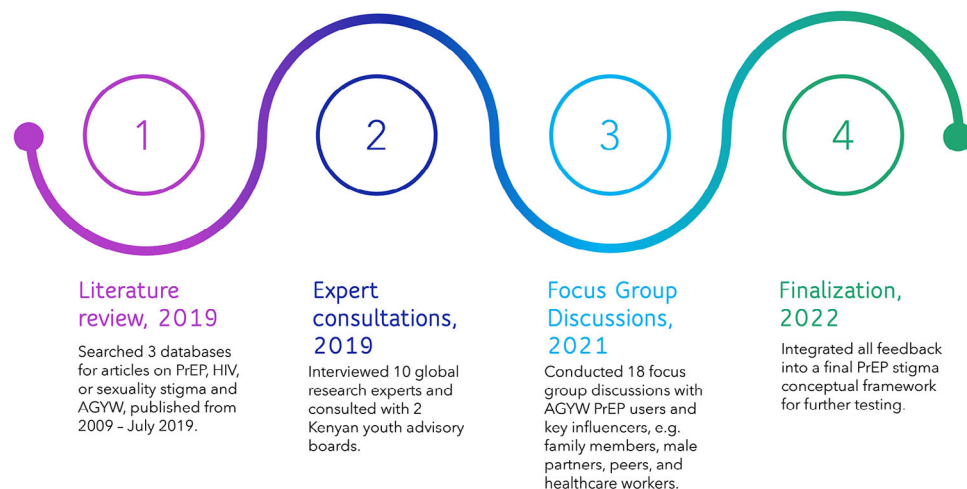 1
2
3
4
Literature
review, 2019
Searched 3 databases
for articles on PrEP, HIV,
or sexuality stigma and
AGYW, published from
2009 – July 2019.
Expert
consultations,
2019
Interviewed 10 global
research experts and
consulted with 2
Kenyan youth advisory
boards.
Focus Group
Discussions,
2021
Conducted 18 focus
group discussions with
AGYW PrEP users and
key influencers, e.g.
family members, male
partners, peers, and
healthcare workers.
Finalization,
2022
Integrated all feedback
into a final PrEP stigma
conceptual framework
for further testing.